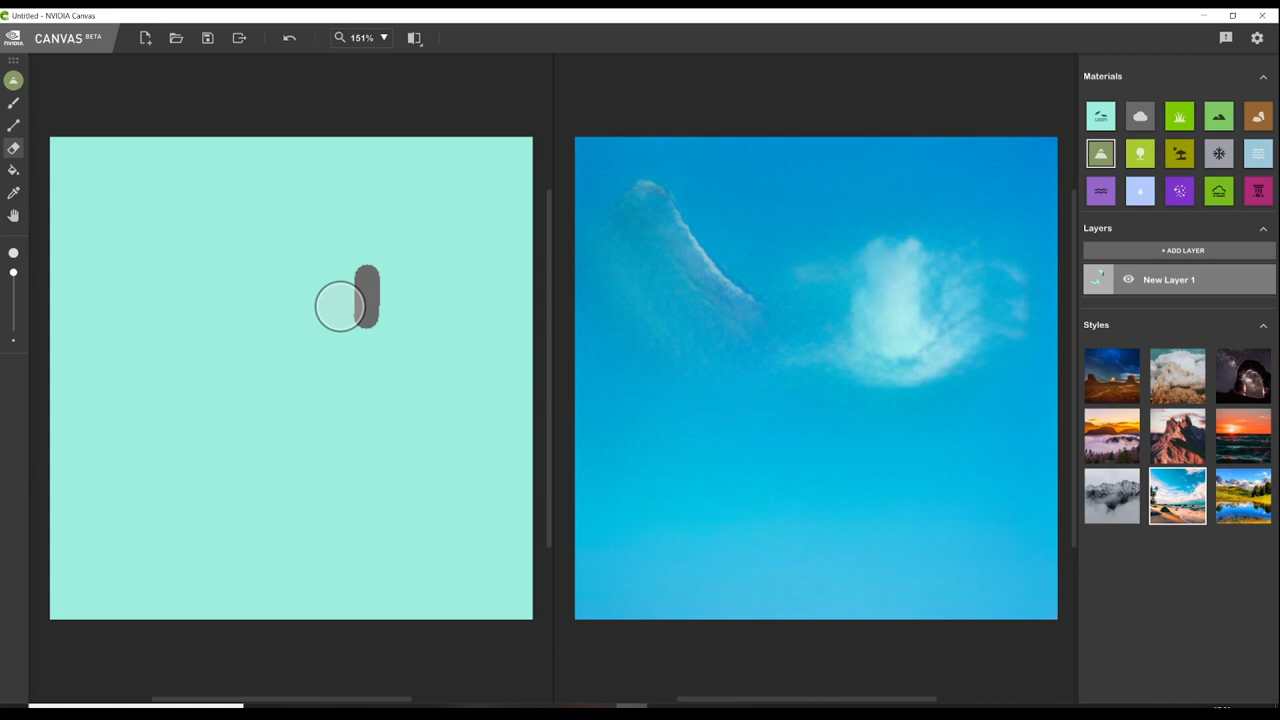 Untitled - NVIDIA Canvas
NVIDIA
CANVAS BETA
151%
Materials
Layers
+ ADD LAYER
New Layer 1
Styles